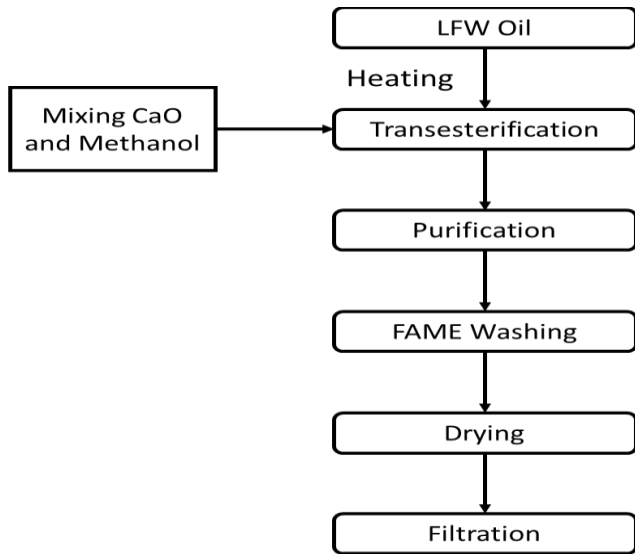 LFW Oil
Heating
Mixing CaO
and Methanol
Transesterification
Purification
FAME Washing
Drying
Filtration